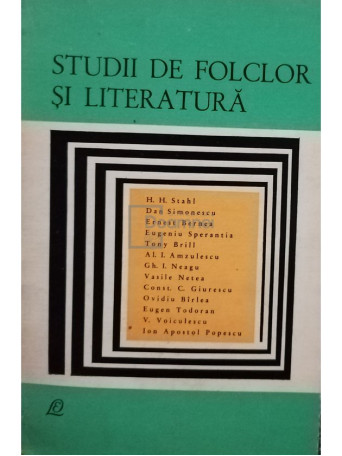 STUDII DE FOLCLOR
ȘI LITERATURĂ
H. H. Stahl
Dan Simonescu
Ernest Bernea
Eugeniu Sperantia
Tony Brill
Al. I. Amzulescu
Gh. I. Neagu
Vasile Netea
Const. C. Giurescu
Ovidiu Bîrlea
Eugen Todoran
V. Voiculescu
Ion Apostol Popescu